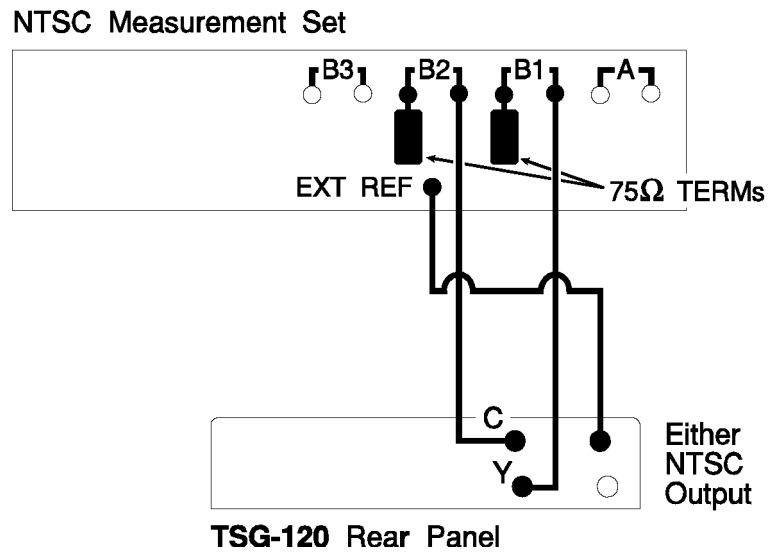 NTSC Measurement Set
B3 B2 B1 A
EXT REF
75Ω TERMs
C
Y
Either
NTSC
Output
TSG-120 Rear Panel